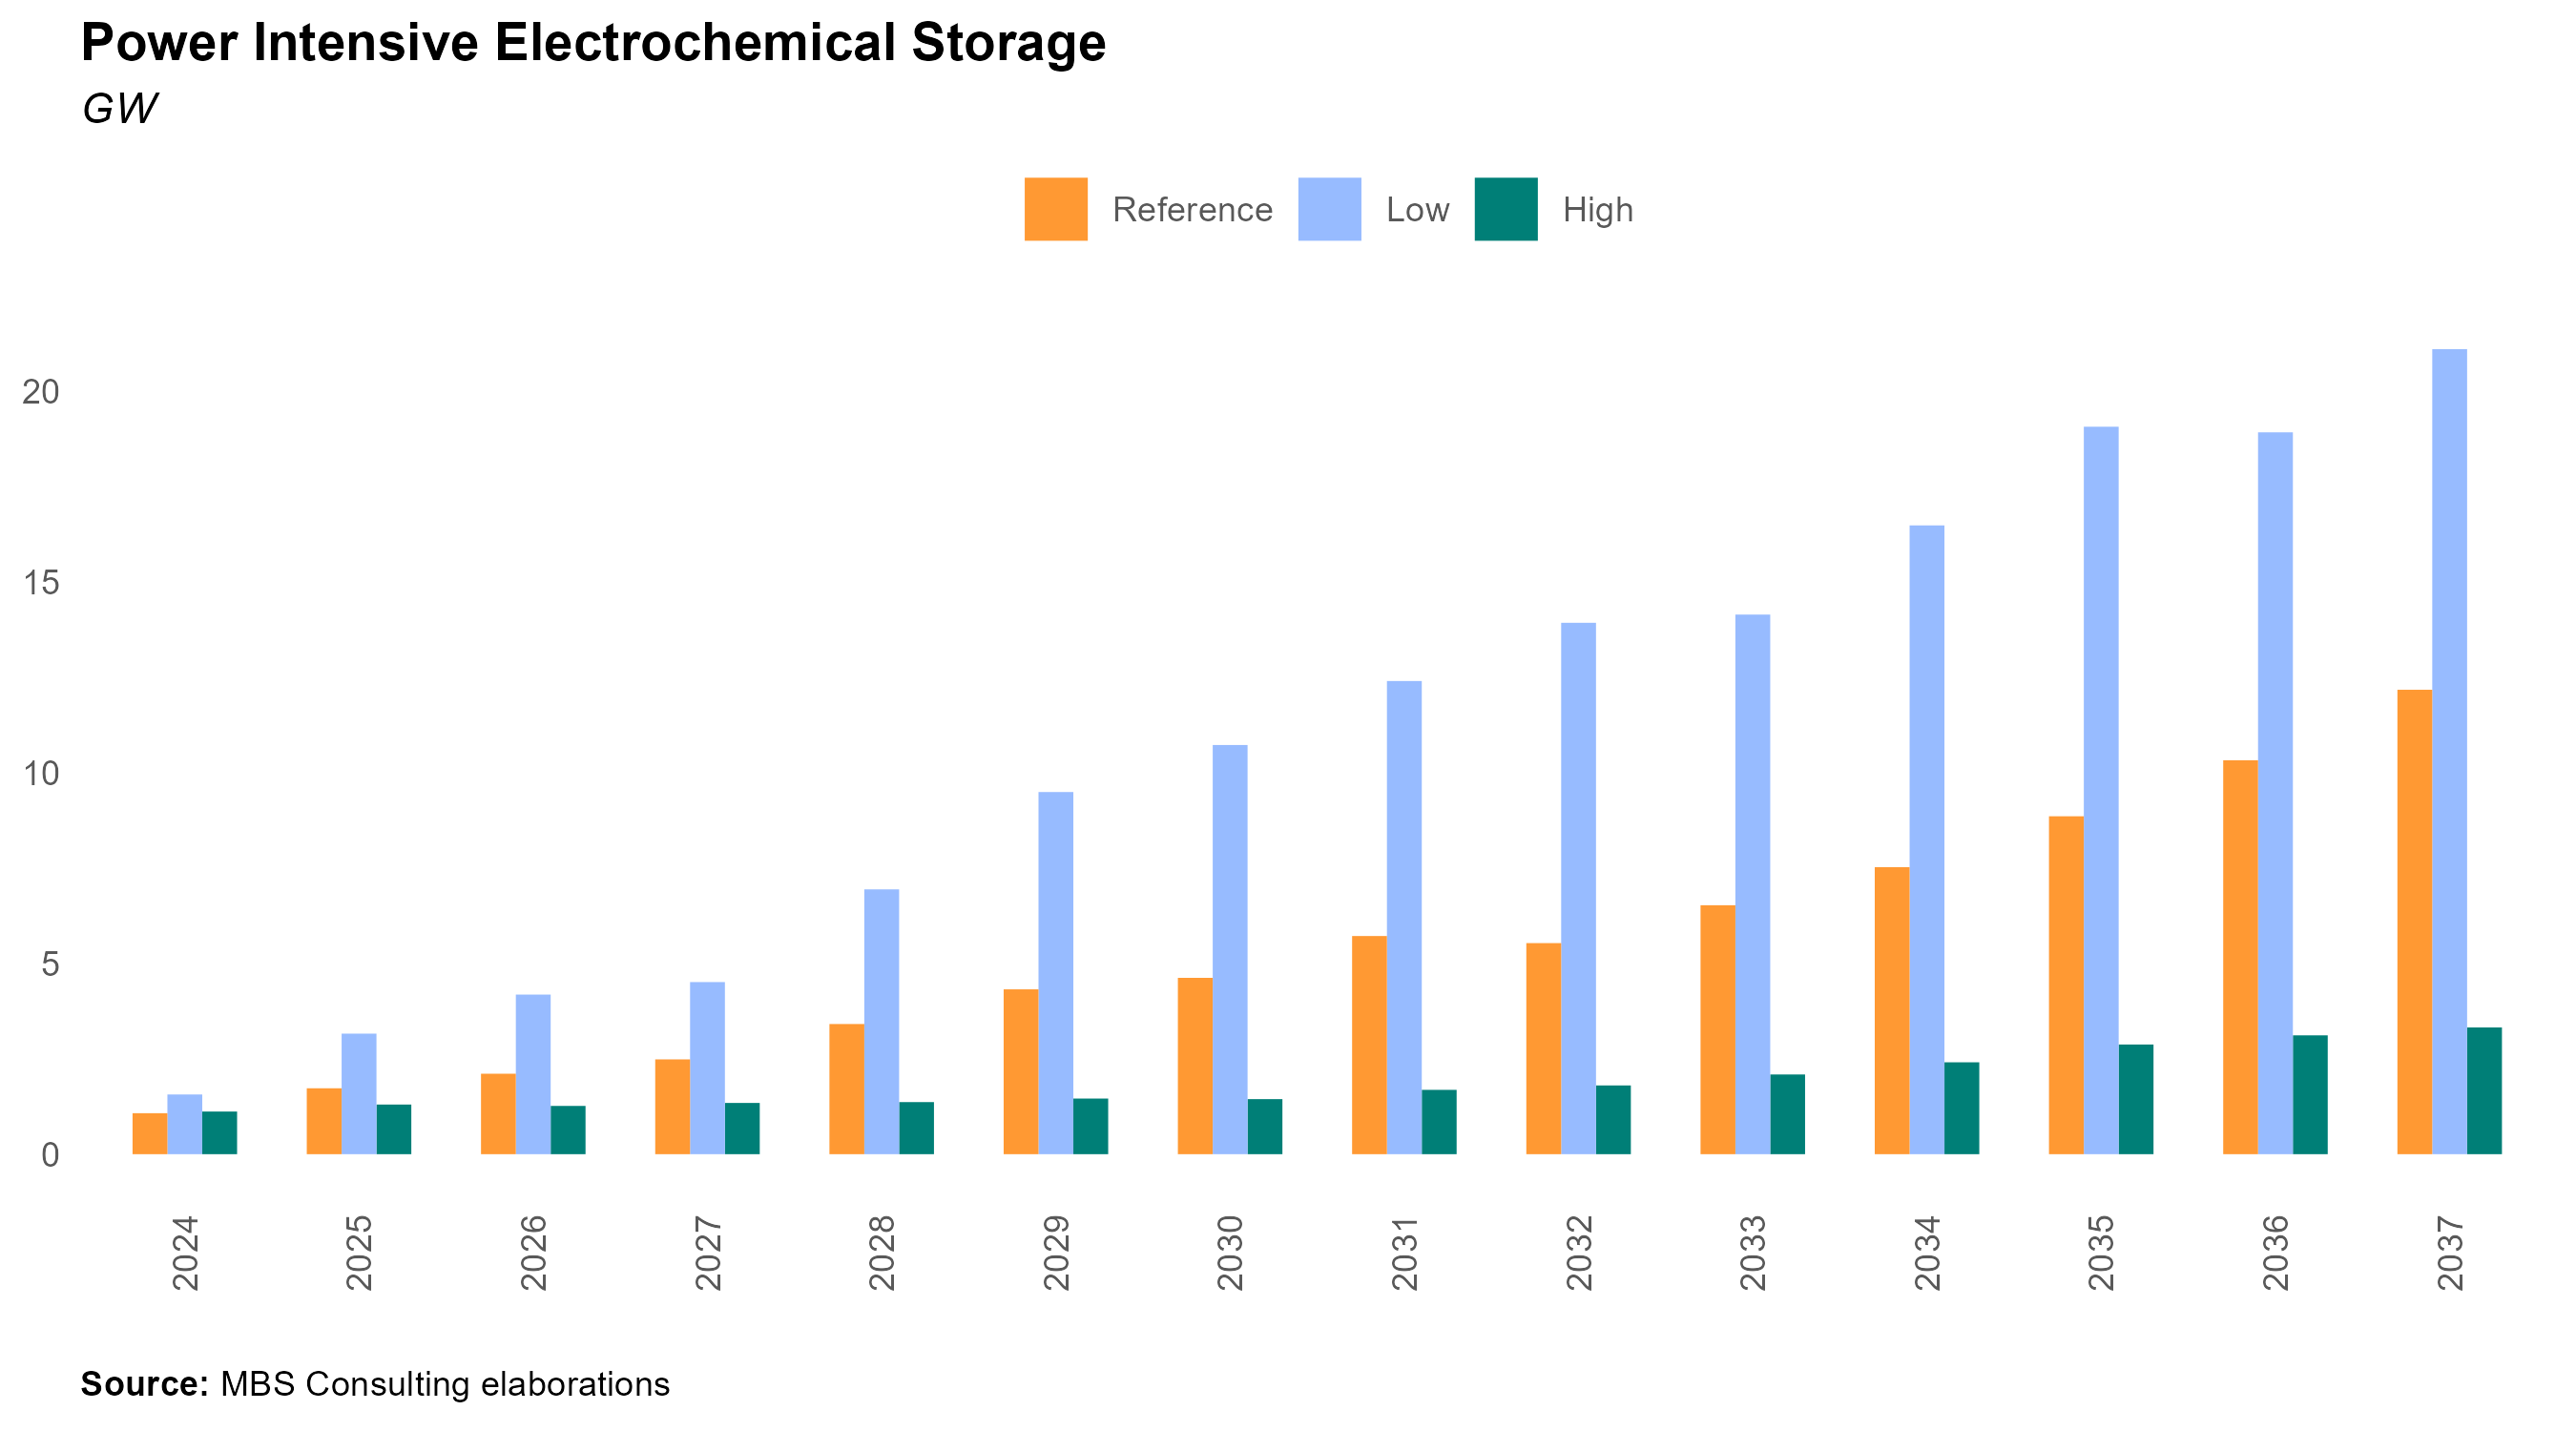 Power Intensive Electrochemical Storage
GW
Reference Low High
20
15
10
5
0
2024 2025 2026 2027 2028 2029 2030 2031 2032 2033 2034 2035 2036 2037
Source: MBS Consulting elaborations